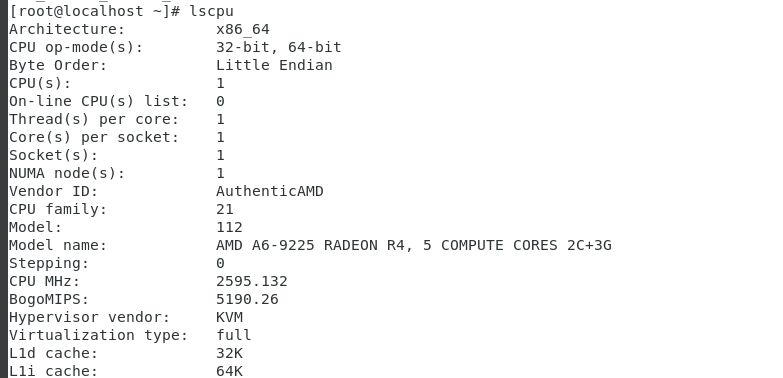 [root@localhost ~]# lscpu
Architecture:          x86_64
CPU op-mode(s):        32-bit, 64-bit
Byte Order:            Little Endian
CPU(s):                1
On-line CPU(s) list:   0
Thread(s) per core:    1
Core(s) per socket:    1
Socket(s):             1
NUMA node(s):          1
Vendor ID:             AuthenticAMD
CPU family:            21
Model:                 112
Model name:            AMD A6-9225 RADEON R4, 5 COMPUTE CORES 2C+3G
Stepping:              0
CPU MHz:               2595.132
BogoMIPS:              5190.26
Hypervisor vendor:     KVM
Virtualization type:   full
L1d cache:             32K
L1i cache:             64K